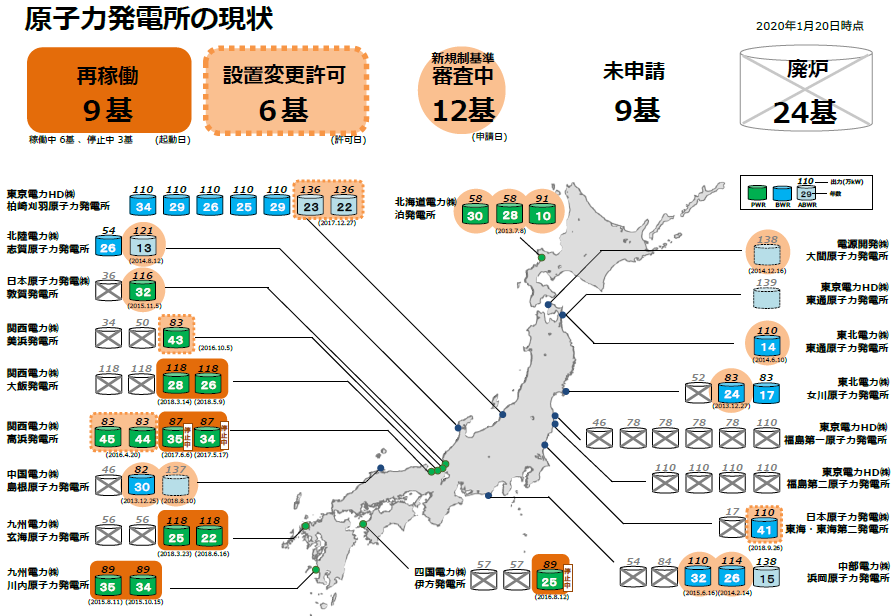 原子力発電所の現状
2020年1月20日時点
再稼働
9基
稼働中 6基 、停止中 3基 (起動日)
設置変更許可
6基
(許可日)
新規制基準
審査中
12基
(申請日)
未申請
9基
廃炉
24基
110 出力(万kW)
29 年数
PWR BWR ABWR
東京電力HD㈱
柏崎刈羽原子力発電所
110 110 110 110 110 136 136
34 29 26 25 29 23 22
(2017.12.27)
北陸電力㈱
志賀原子力発電所
54 121
26 13
(2014.8.12)
日本原子力発電㈱
敦賀発電所
36 116
32
(2015.11.5)
関西電力㈱
美浜発電所
34 50 83
43
(2016.10.5)
関西電力㈱
大飯発電所
118 118 118 118
28 26
(2018.3.14) (2018.5.9)
関西電力㈱
高浜発電所
83 83 87 87
45 44 35 停止中 34 停止中
(2016.4.20) (2017.6.6) (2017.5.17)
中国電力㈱
島根原子力発電所
46 82 137
30
(2013.12.25) (2018.8.10)
九州電力㈱
玄海原子力発電所
56 56 118 118
25 22
(2018.3.23) (2018.6.16)
九州電力㈱
川内原子力発電所
89 89
35 34
(2015.8.11) (2015.10.15)
北海道電力㈱
泊発電所
58 58 91
30 28 10
(2013.7.8)
電源開発㈱
大間原子力発電所
138
(2014.12.16)
東京電力HD㈱
東通原子力発電所
139
東北電力㈱
東通原子力発電所
110
14
(2014.6.10)
東北電力㈱
女川原子力発電所
52 83 83
24 17
(2013.12.27)
東京電力HD㈱
福島第一原子力発電所
46 78 78 78 78 110
東京電力HD㈱
福島第二原子力発電所
110 110 110 110
日本原子力発電㈱
東海・東海第二発電所
17 110
41
(2018.9.26)
中部電力㈱
浜岡原子力発電所
54 84 110 114 138
32 26 15
(2015.6.16) (2014.2.14)
四国電力㈱
伊方発電所
57 57 89
25 停止中
(2016.8.12)